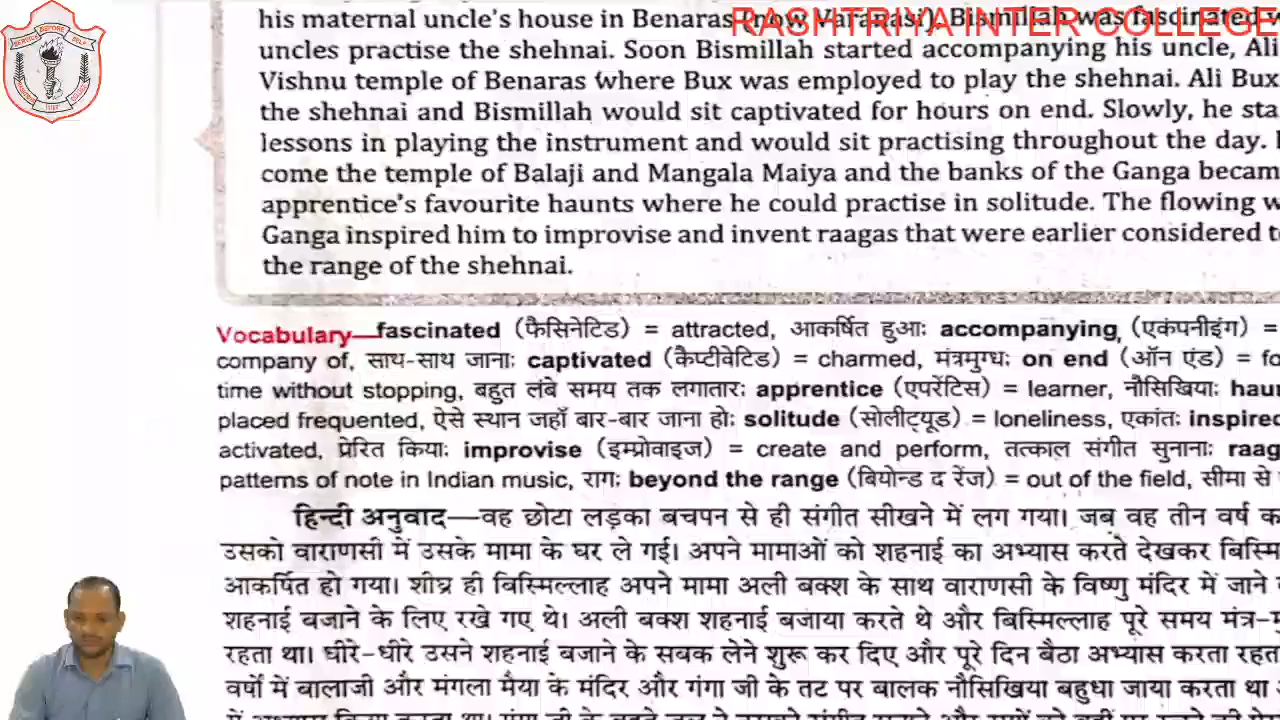 RASHTRIYA INTER COLLEGE
his maternal uncle's house in Benaras (now Varanasi). Bismillah was fascinated
uncles practise the shehnai. Soon Bismillah started accompanying his uncle, Ali
Vishnu temple of Benaras where Bux was employed to play the shehnai. Ali Bux
the shehnai and Bismillah would sit captivated for hours on end. Slowly, he sta
lessons in playing the instrument and would sit practising throughout the day.
come the temple of Balaji and Mangala Maiya and the banks of the Ganga becam
apprentice's favourite haunts where he could practise in solitude. The flowing w
Ganga inspired him to improvise and invent raagas that were earlier considered t
the range of the shehnai.
Vocabulary—fascinated (फैसिनेटिड) = attracted, आकर्षित हुआः accompanying, (एकंपनीइंग) =
company of, साथ-साथ जानाः captivated (कैप्टीवेटिड) = charmed, मंत्रमुग्धः on end (ऑन एंड) = fo
time without stopping, बहुत लंबे समय तक लगातारः apprentice (एपरेंटिस) = learner, नौसिखियाः hau
placed frequented, ऐसे स्थान जहाँ बार-बार जाना होः solitude (सोलीट्यूड) = loneliness, एकांतः inspired
activated, प्रेरित कियाः improvise (इम्प्रोवाइज) = create and perform, तत्काल संगीत सुनानाः raag
patterns of note in Indian music, रागः beyond the range (बियोन्ड द रेंज) = out of the field, सीमा से
हिन्दी अनुवाद—वह छोटा लड़का बचपन से ही संगीत सीखने में लग गया। जब वह तीन वर्ष क
उसको वाराणसी में उसके मामा के घर ले गई। अपने मामाओं को शहनाई का अभ्यास करते देखकर बिस्मि
आकर्षित हो गया। शीघ्र ही विस्मिल्लाह अपने मामा अली बक्श के साथ वाराणसी के विष्णु मंदिर में जाने
शहनाई बजाने के लिए रखे गए थे। अली बक्श शहनाई बजाया करते थे और बिस्मिल्लाह पूरे समय मंत्र-म
रहता था। धीरे-धीरे उसने शहनाई बजाने के सबक लेने शुरू कर दिए और पूरे दिन बैठा अभ्यास करता रहत
वर्षों में बालाजी और मंगला मैया के मंदिर और गंगा जी के तट पर बालक नौसिखिया बहुधा जाया करता था